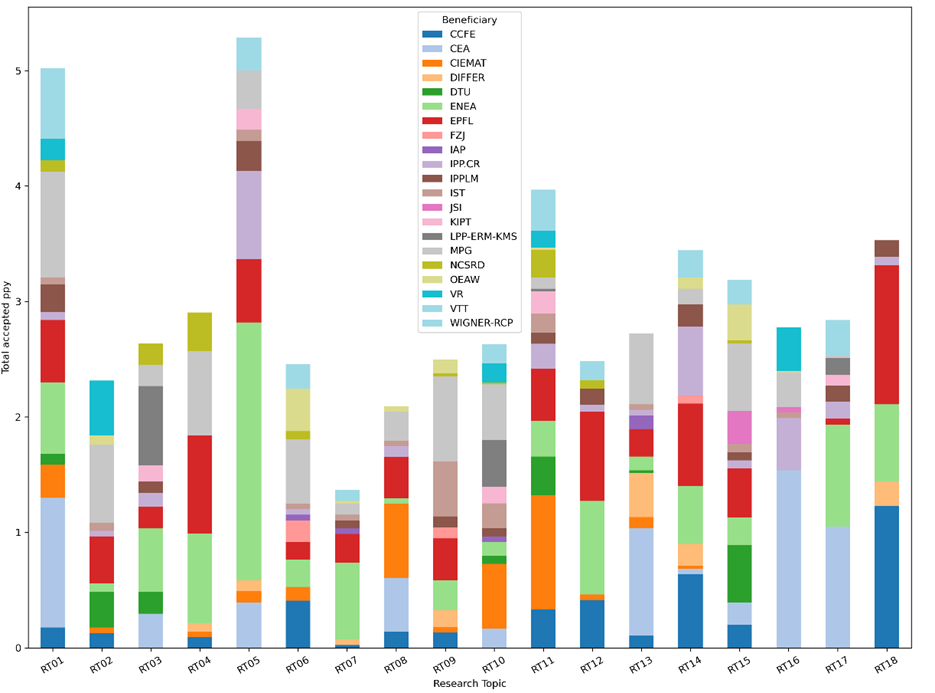 Beneficiary
CCFE
CEA
CIEMAT
DIFFER
DTU
ENEA
EPFL
FZJ
IAP
IPP.CR
IPPLM
IST
JSI
KIPT
LPP-ERM-KMS
MPG
NCSRD
OEAW
VR
VTT
WIGNER-RCP
Total accepted ppy
5
4
3
2
1
0
RT01 RT02 RT03 RT04 RT05 RT06 RT07 RT08 RT09 RT10 RT11 RT12 RT13 RT14 RT15 RT16 RT17 RT18
Research Topic